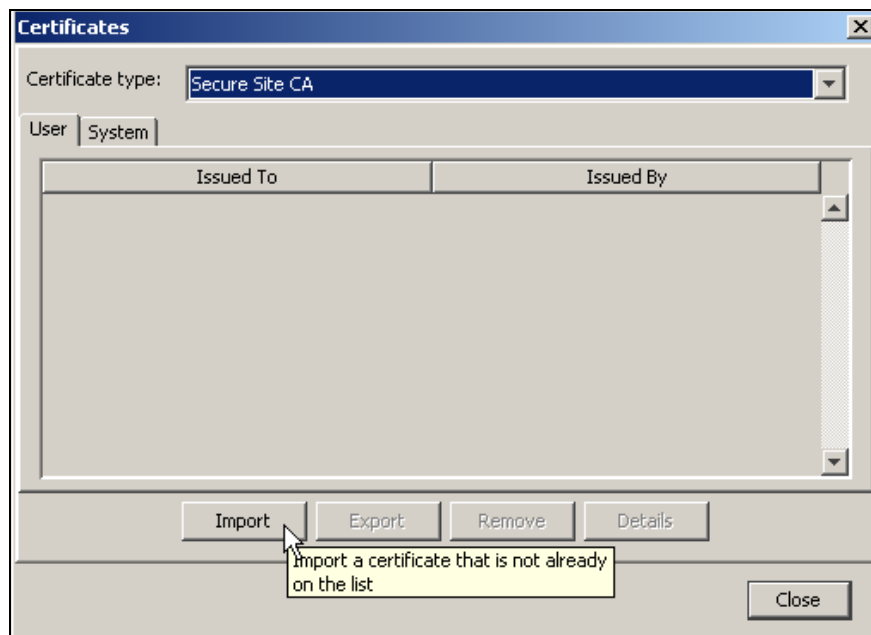 Certificates
Certificate type: Secure Site CA
User System
Issued To Issued By
Import Export Remove Details
Import a certificate that is not already
on the list
Close